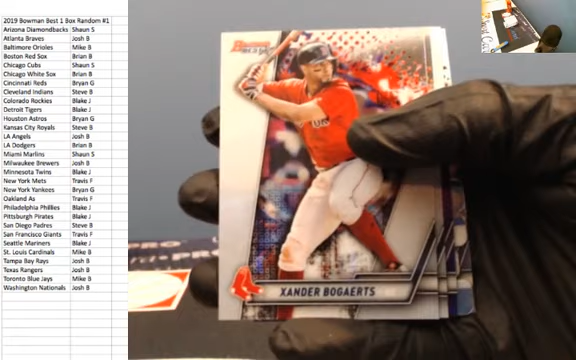 2019 Bowman Best 1 Box Random #1
Arizona Diamondbacks Shaun S
Atlanta Braves Josh B
Baltimore Orioles Mike B
Boston Red Sox Brian B
Chicago Cubs Shaun S
Chicago White Sox Brian B
Cincinnati Reds Bryan G
Cleveland Indians Steve B
Colorado Rockies Blake J
Detroit Tigers Blake J
Houston Astros Bryan G
Kansas City Royals Steve B
LA Angels Josh B
LA Dodgers Brian B
Miami Marlins Shaun S
Milwaukee Brewers Josh B
Minnesota Twins Blake J
New York Mets Travis F
New York Yankees Bryan G
Oakland As Travis F
Philadelphia Phillies Blake J
Pittsburgh Pirates Blake J
San Diego Padres Steve B
San Francisco Giants Travis F
Seattle Mariners Blake J
St. Louis Cardinals Mike B
Tampa Bay Rays Josh B
Texas Rangers Josh B
Toronto Blue Jays Mike B
Washington Nationals Josh B
XANDER BOGAERTS